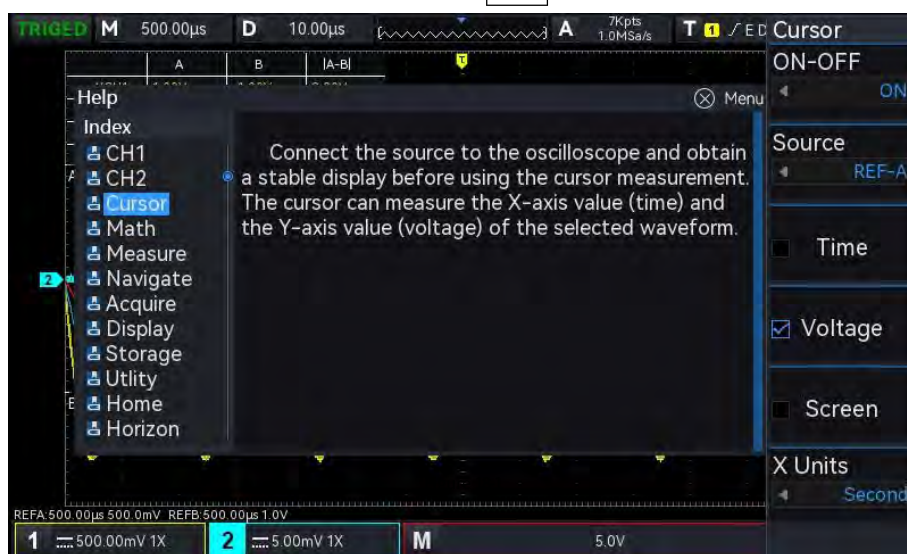 TRIGED M 500.00μs D 10.00μs A 7Kpts 1.0MSa/s T 1 ED
Cursor
A B |A-B|
ON-OFF
ON
Help
Menu
Index
CH1
CH2
Cursor
Math
Measure
Navigate
Acquire
Display
Storage
Utlity
Home
Horizon
Connect the source to the oscilloscope and obtain
a stable display before using the cursor measurement.
The cursor can measure the X-axis value (time) and
the Y-axis value (voltage) of the selected waveform.
Source
REF-A
Time
Voltage
Screen
X Units
Second
2
REFA:500.00μs 500.0mV REFB:500.00μs 1.0V
1 500.00mV 1X 2 5.00mV 1X M 5.0V